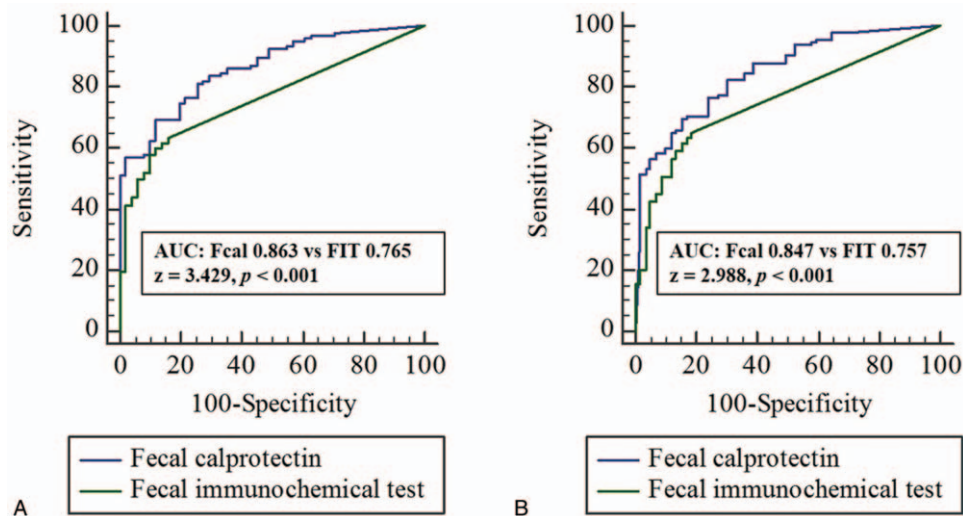 100
80
60
40
20
0
Sensitivity
AUC: Fcal 0.863 vs FIT 0.765
z = 3.429, p < 0.001
0 20 40 60 80 100
100-Specificity
Fecal calprotectin
Fecal immunochemical test
A
100
80
60
40
20
0
Sensitivity
AUC: Fcal 0.847 vs FIT 0.757
z = 2.988, p < 0.001
0 20 40 60 80 100
100-Specificity
Fecal calprotectin
Fecal immunochemical test
B